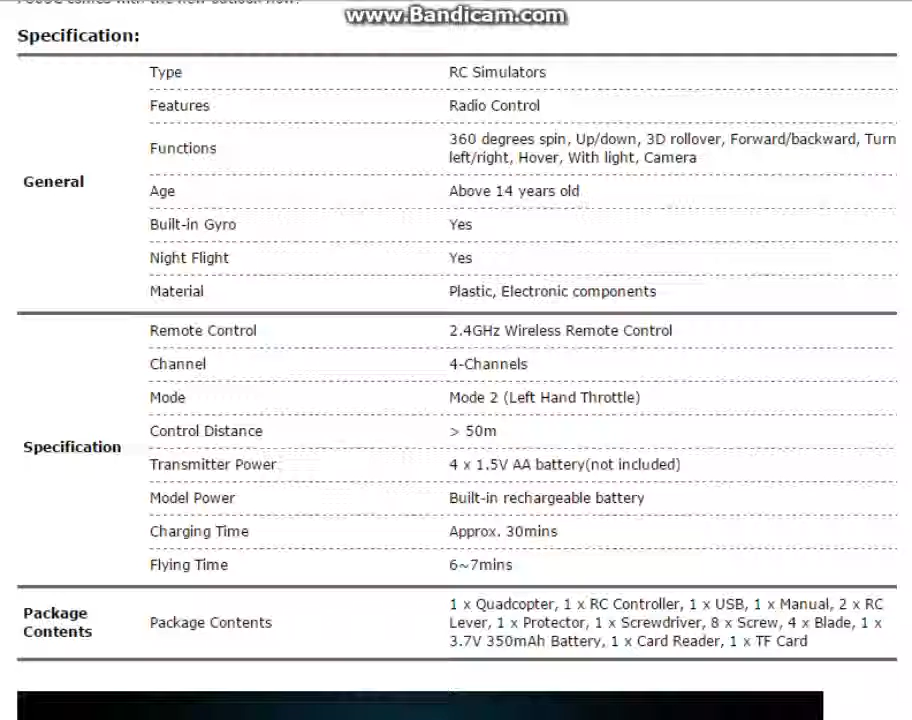 www.Bandicam.com
Specification:
Type RC Simulators
Features Radio Control
Functions 360 degrees spin, Up/down, 3D rollover, Forward/backward, Turn
left/right, Hover, With light, Camera
General
Age Above 14 years old
Built-in Gyro Yes
Night Flight Yes
Material Plastic, Electronic components
Remote Control 2.4GHz Wireless Remote Control
Channel 4-Channels
Mode Mode 2 (Left Hand Throttle)
Control Distance > 50m
Specification
Transmitter Power 4 x 1.5V AA battery(not included)
Model Power Built-in rechargeable battery
Charging Time Approx. 30mins
Flying Time 6~7mins
Package
Contents
Package Contents
1 x Quadcopter, 1 x RC Controller, 1 x USB, 1 x Manual, 2 x RC
Lever, 1 x Protector, 1 x Screwdriver, 8 x Screw, 4 x Blade, 1 x
3.7V 350mAh Battery, 1 x Card Reader, 1 x TF Card